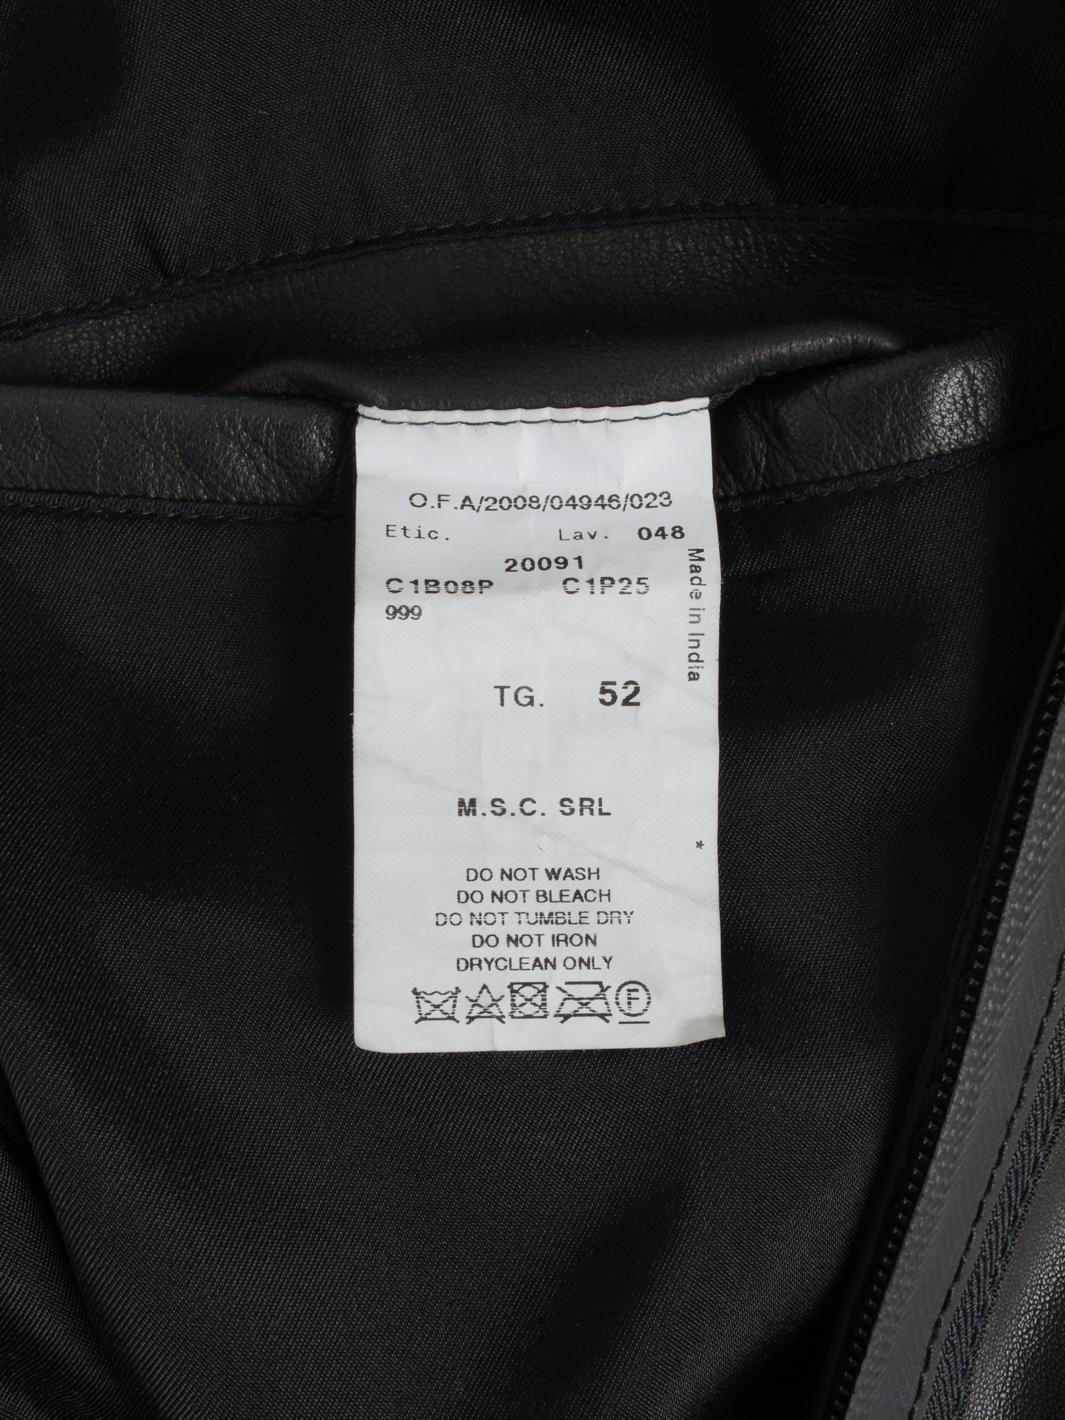 O.F.A/2008/04946/023
Etic. Lav. 048
20091
C1B08P C1P25
999
Made in India
TG. 52
M.S.C. SRL
*
DO NOT WASH
DO NOT BLEACH
DO NOT TUMBLE DRY
DO NOT IRON
DRYCLEAN ONLY
F